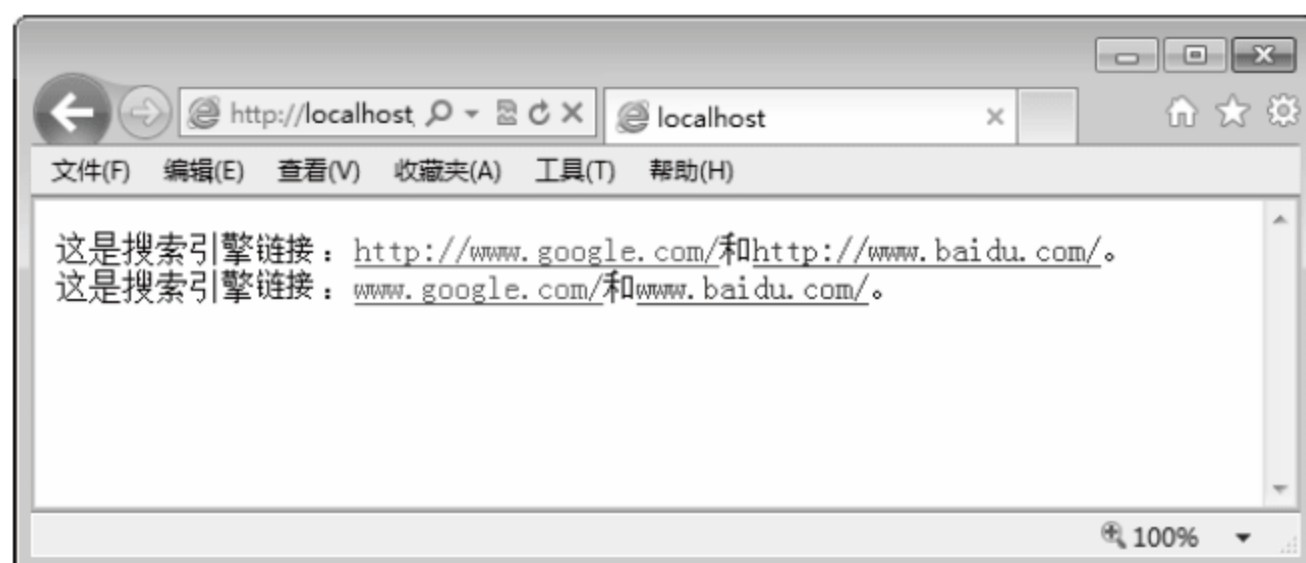 http://localhost
localhost
文件(F) 编辑(E) 查看(V) 收藏夹(A) 工具(T) 帮助(H)
这是搜索引擎链接：http://www.google.com/和http://www.baidu.com/。
这是搜索引擎链接：www.google.com/和www.baidu.com/。
100%